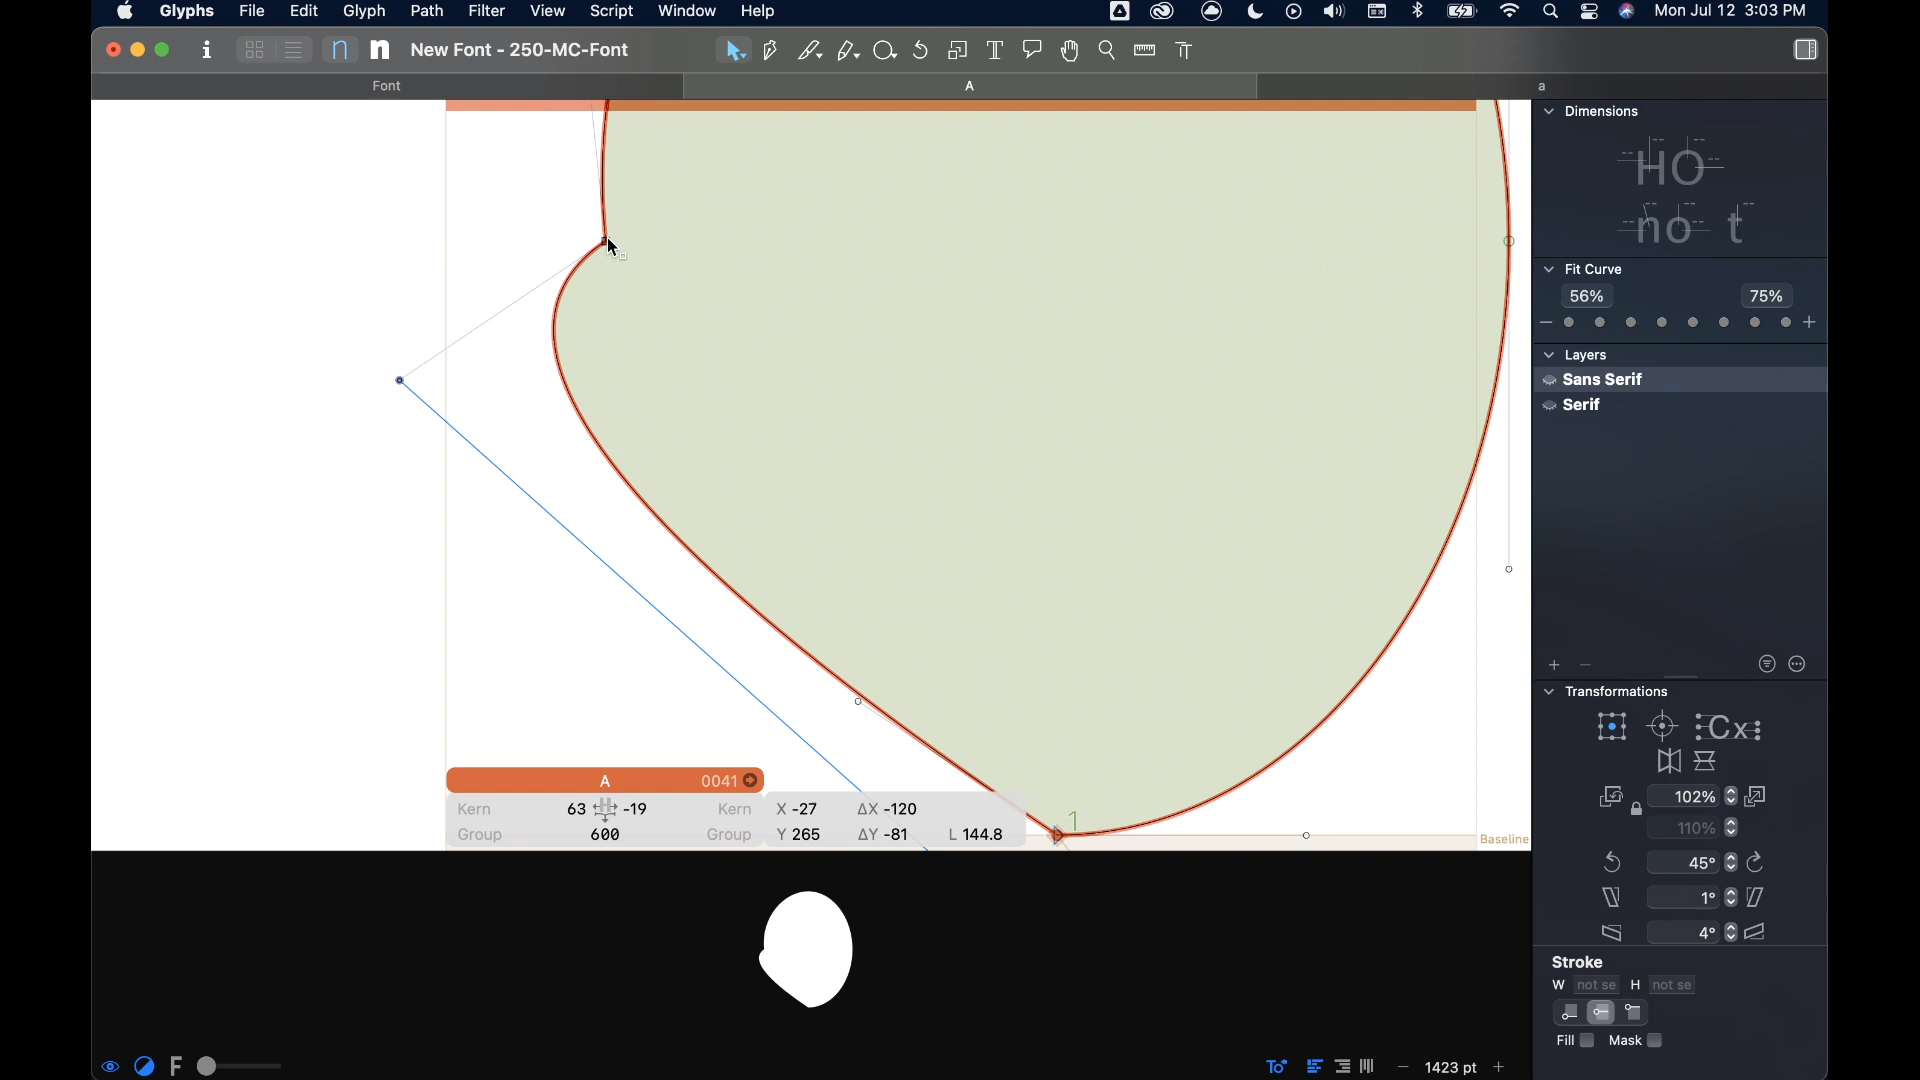 Glyphs File Edit Glyph Path Filter View Script Window Help Mon Jul 12 3:03 PM
n n New Font - 250-MC-Font
Font A a
Dimensions
HO
no t
Fit Curve
56% 75%
Layers
Sans Serif
Serif
Transformations
Cx
102%
110%
45°
1°
4°
1
A 0041
Kern 63 H -19 Kern
Group 600 Group
X -27 ΔX -120
Y 265 ΔY -81 L 144.8
Baseline
Stroke
W not se H not se
Fill Mask
F
1423 pt